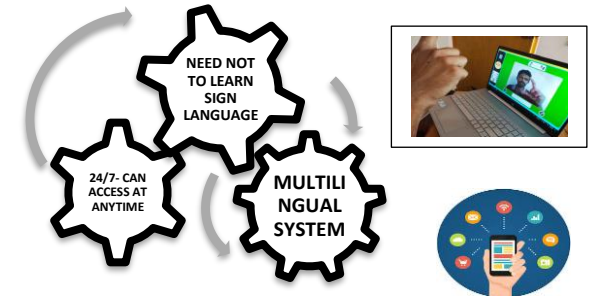 NEED NOT
TO LEARN
SIGN
LANGUAGE
24/7- CAN
ACCESS AT
ANYTIME
MULTILI
NGUAL
SYSTEM